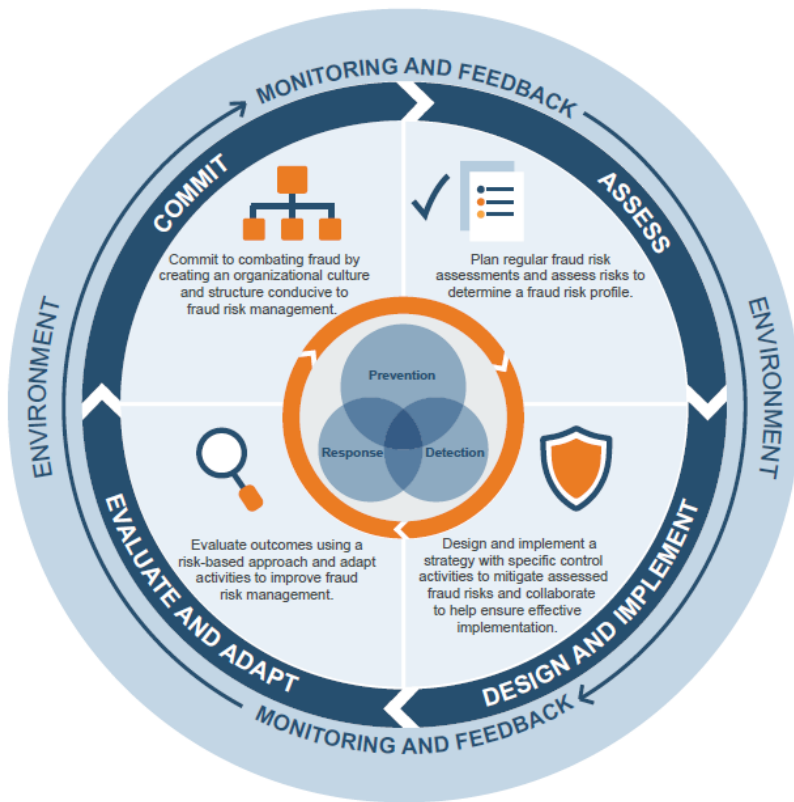 MONITORING AND FEEDBACK
COMMIT
ASSESS
Commit to combating fraud by
creating an organizational culture
and structure conducive to
fraud risk management.
Plan regular fraud risk
assessments and assess risks to
determine a fraud risk profile.
ENVIRONMENT
ENVIRONMENT
Prevention
Response
Detection
Evaluate outcomes using a
risk-based approach and adapt
activities to improve fraud
risk management.
Design and implement a
strategy with specific control
activities to mitigate assessed
fraud risks and collaborate
to help ensure effective
implementation.
EVALUATE AND ADAPT
DESIGN AND IMPLEMENT
MONITORING AND FEEDBACK